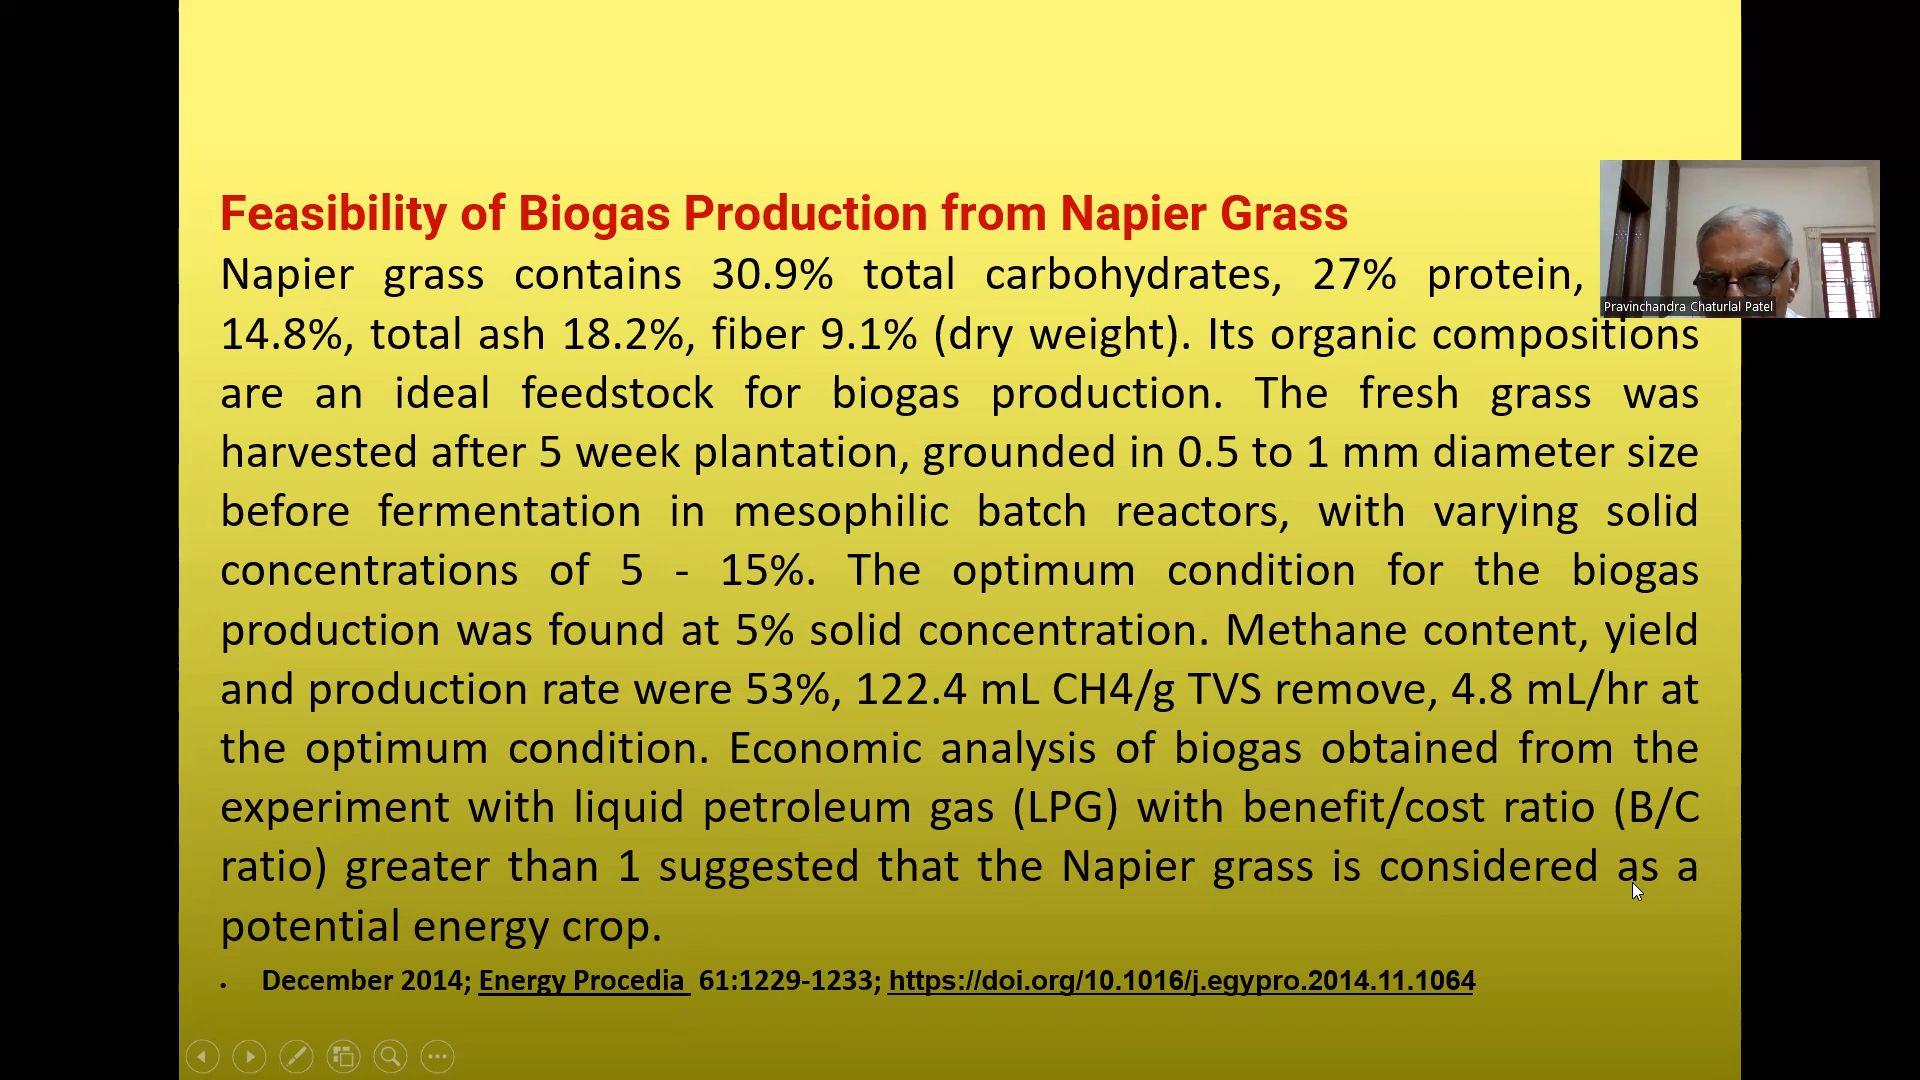 Feasibility of Biogas Production from Napier Grass
Napier grass contains 30.9% total carbohydrates, 27% protein,
14.8%, total ash 18.2%, fiber 9.1% (dry weight). Its organic compositions
are an ideal feedstock for biogas production. The fresh grass was
harvested after 5 week plantation, grounded in 0.5 to 1 mm diameter size
before fermentation in mesophilic batch reactors, with varying solid
concentrations of 5 - 15%. The optimum condition for the biogas
production was found at 5% solid concentration. Methane content, yield
and production rate were 53%, 122.4 mL CH4/g TVS remove, 4.8 mL/hr at
the optimum condition. Economic analysis of biogas obtained from the
experiment with liquid petroleum gas (LPG) with benefit/cost ratio (B/C
ratio) greater than 1 suggested that the Napier grass is considered as a
potential energy crop.
• December 2014; Energy Procedia 61:1229-1233; https://doi.org/10.1016/j.egypro.2014.11.1064
Pravinchandra Chaturlal Patel